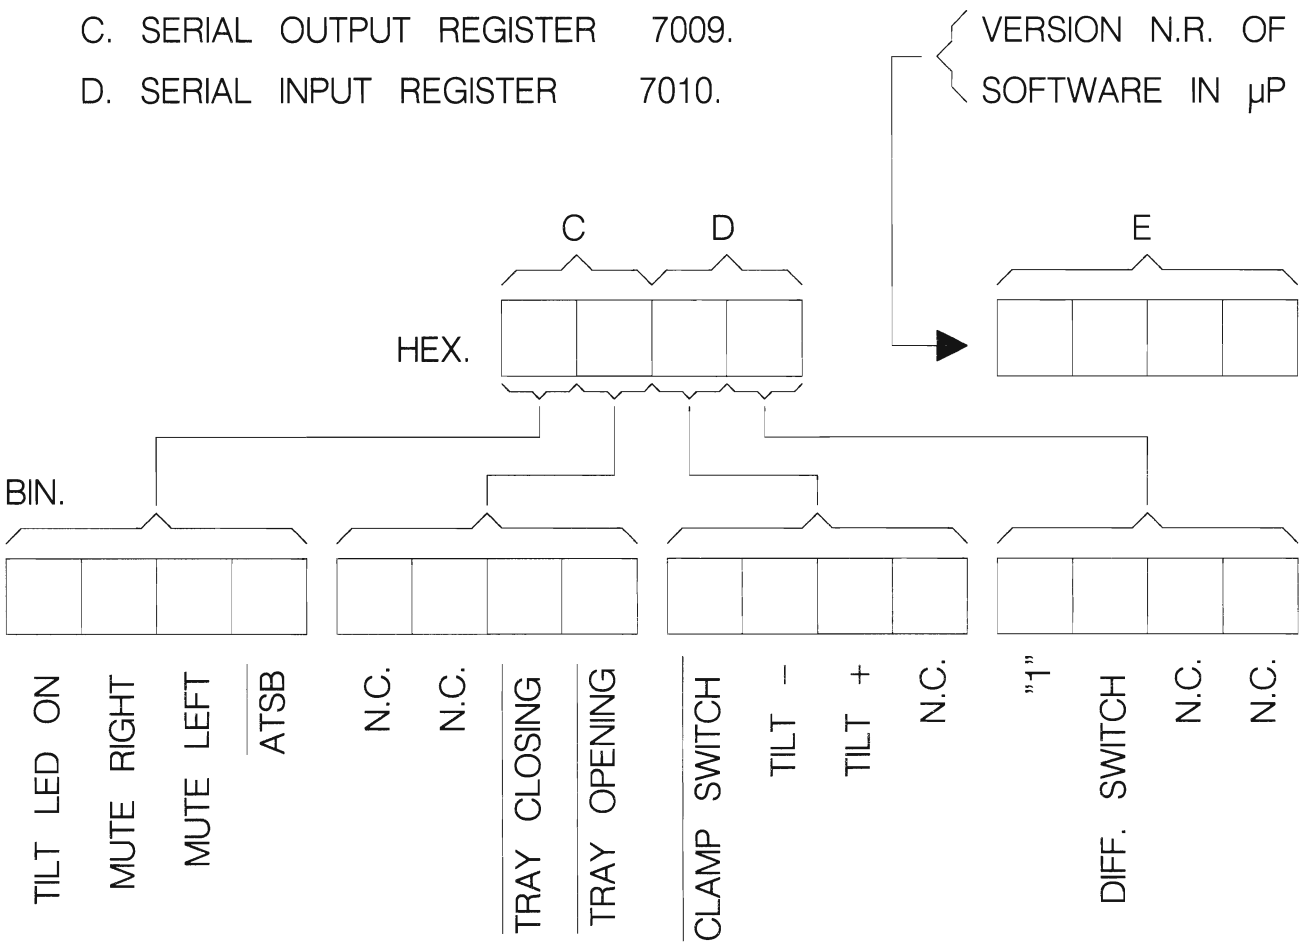 C. SERIAL OUTPUT REGISTER 7009.
D. SERIAL INPUT REGISTER 7010.
VERSION N.R. OF
SOFTWARE IN µP
C
D
E
HEX.
BIN.
TILT LED ON
MUTE RIGHT
MUTE LEFT
ATSB
N.C.
N.C.
TRAY CLOSING
TRAY OPENING
CLAMP SWITCH
TILT -
TILT +
N.C.
"1"
DIFF. SWITCH
N.C.
N.C.